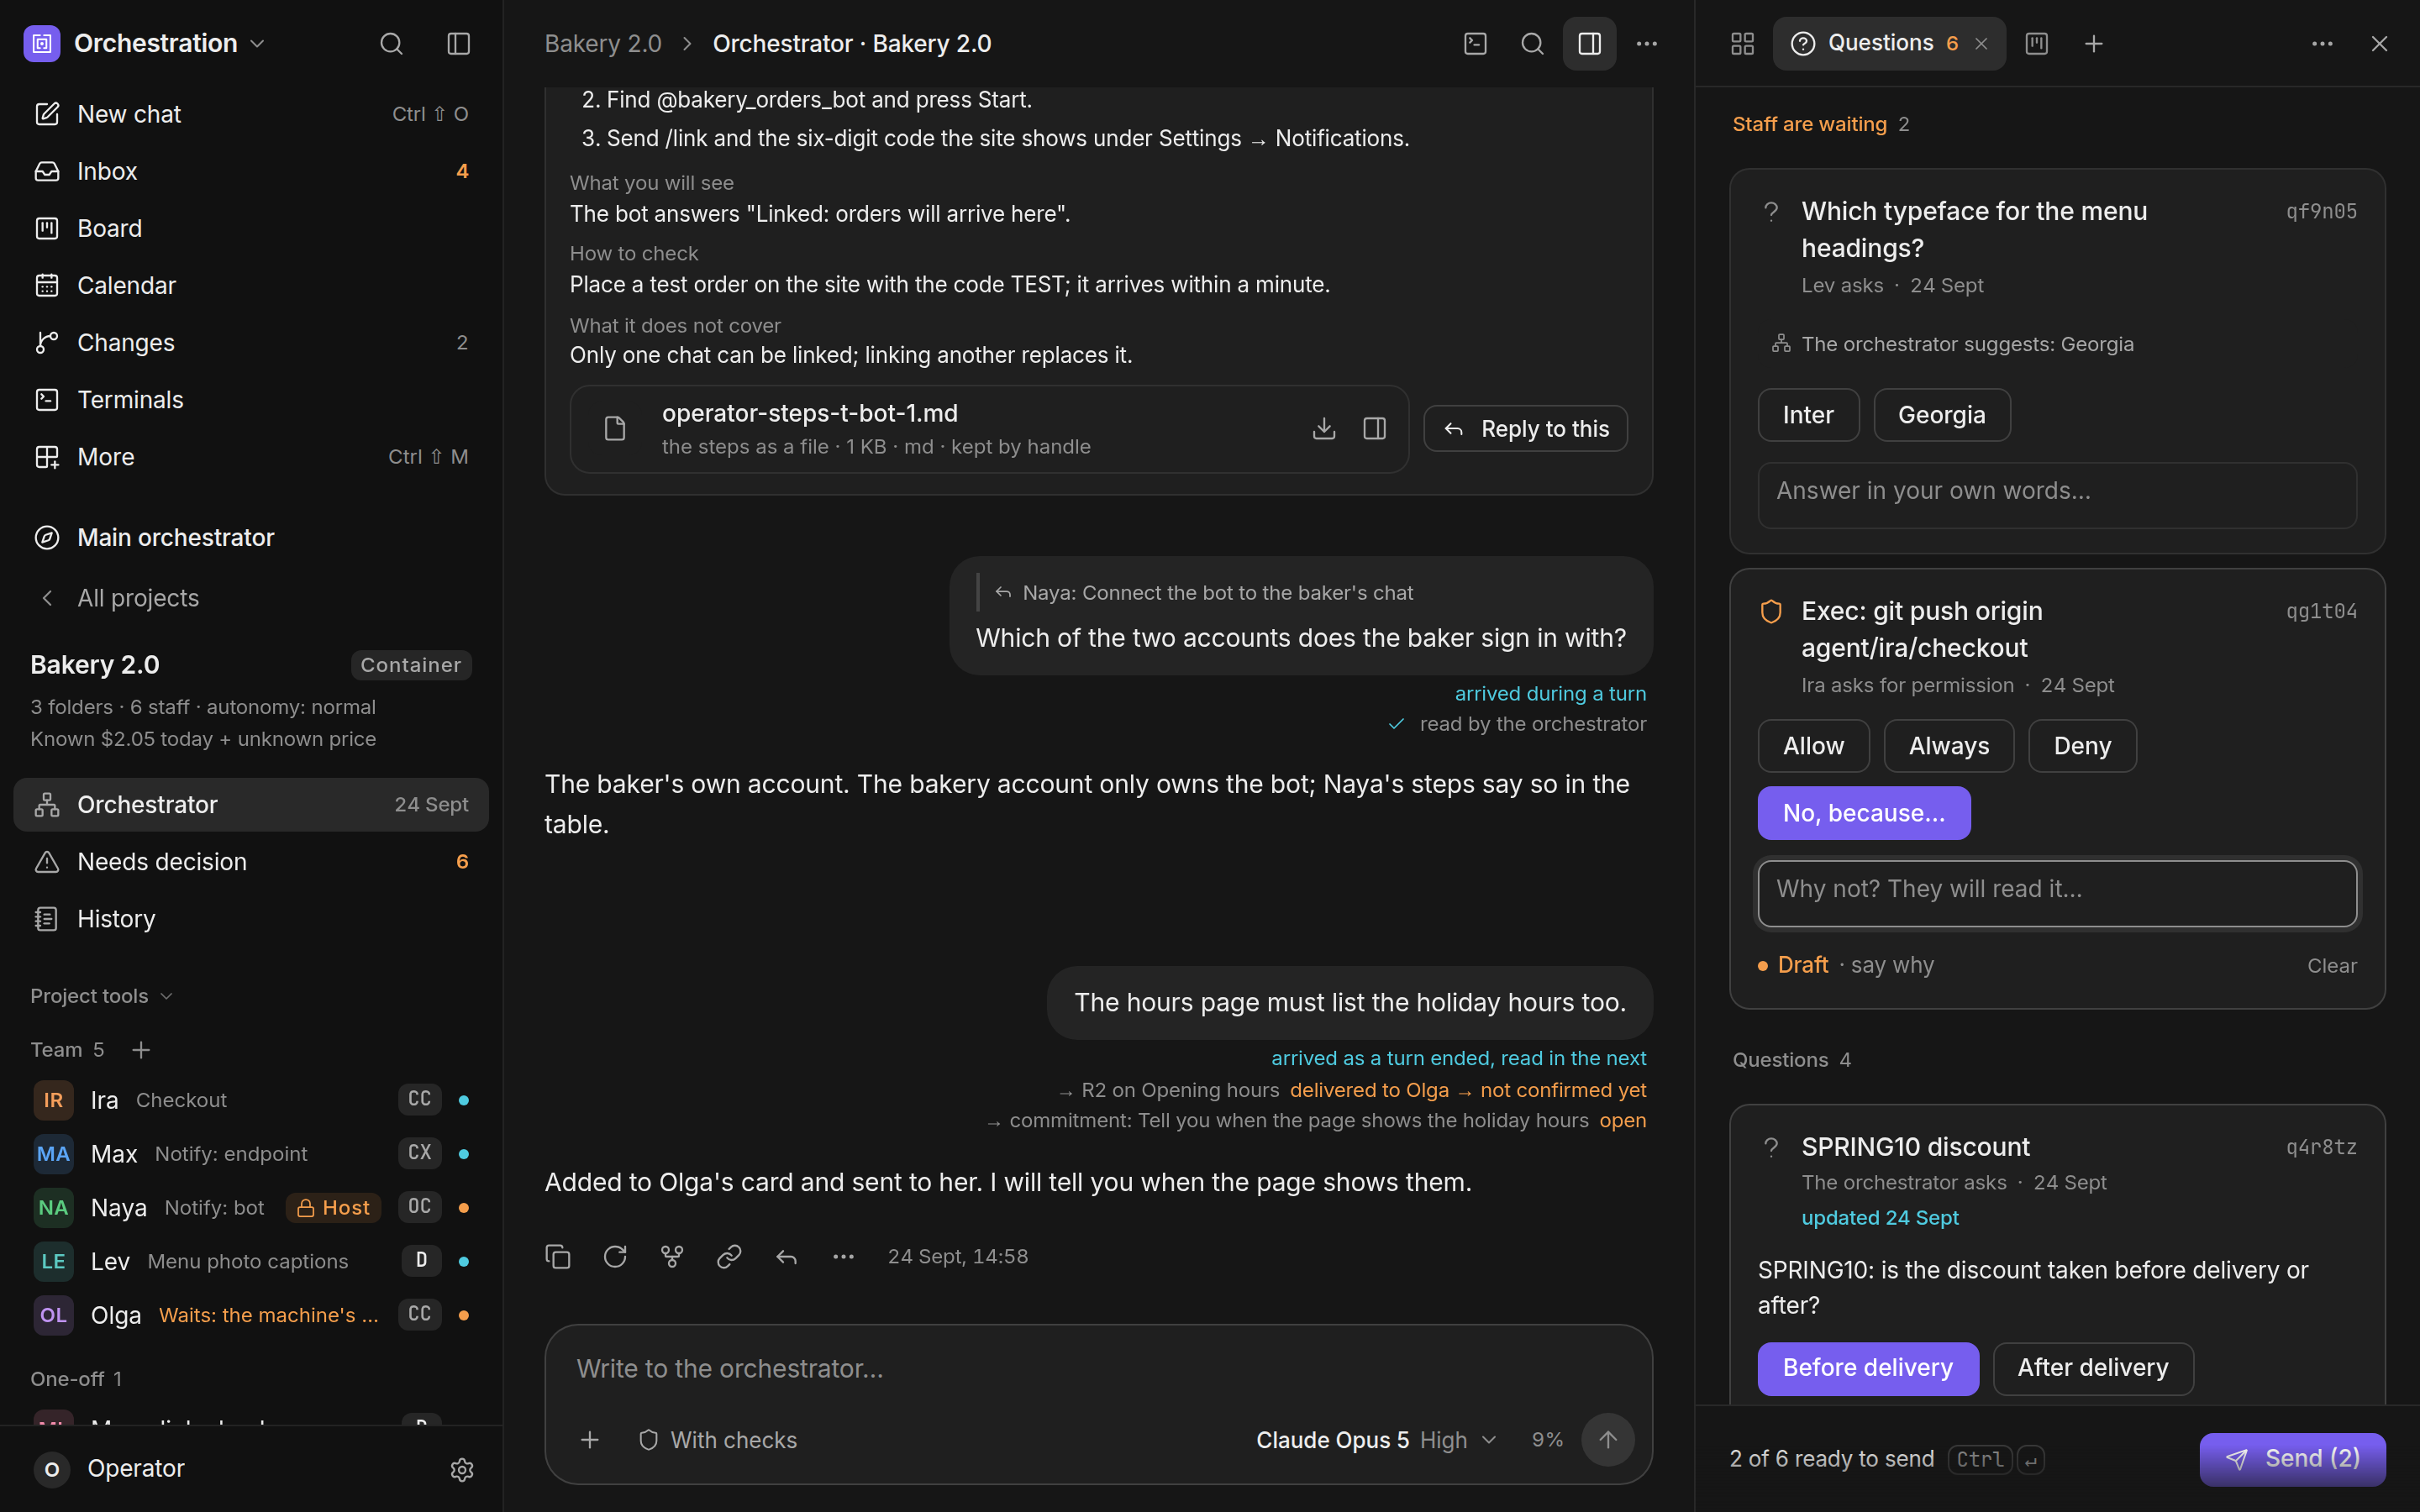 Orchestration
New chat Ctrl ⇧ O
Inbox 4
Board
Calendar
Changes 2
Terminals
More Ctrl ⇧ M
Main orchestrator
All projects
Bakery 2.0 Container
3 folders · 6 staff · autonomy: normal
Known $2.05 today + unknown price
Orchestrator 24 Sept
Needs decision 6
History
Project tools
Team 5
IR Ira Checkout CC
MA Max Notify: endpoint CX
NA Naya Notify: bot Host OC
LE Lev Menu photo captions D
OL Olga Waits: the machine's ... CC
One-off 1
O Operator
Bakery 2.0 > Orchestrator · Bakery 2.0
2. Find @bakery_orders_bot and press Start.
3. Send /link and the six-digit code the site shows under Settings → Notifications.
What you will see
The bot answers "Linked: orders will arrive here".
How to check
Place a test order on the site with the code TEST; it arrives within a minute.
What it does not cover
Only one chat can be linked; linking another replaces it.
operator-steps-t-bot-1.md
the steps as a file · 1 KB · md · kept by handle
Reply to this
Naya: Connect the bot to the baker's chat
Which of the two accounts does the baker sign in with?
arrived during a turn
read by the orchestrator
The baker's own account. The bakery account only owns the bot; Naya's steps say so in the
table.
The hours page must list the holiday hours too.
arrived as a turn ended, read in the next
→ R2 on Opening hours delivered to Olga → not confirmed yet
→ commitment: Tell you when the page shows the holiday hours open
Added to Olga's card and sent to her. I will tell you when the page shows them.
24 Sept, 14:58
Write to the orchestrator...
With checks
Claude Opus 5 High
9%
Questions 6
Staff are waiting 2
? Which typeface for the menu qf9n05
headings?
Lev asks · 24 Sept
The orchestrator suggests: Georgia
Inter
Georgia
Answer in your own words...
Exec: git push origin qg1t04
agent/ira/checkout
Ira asks for permission · 24 Sept
Allow
Always
Deny
No, because...
Why not? They will read it...
Draft · say why
Clear
Questions 4
? SPRING10 discount q4r8tz
The orchestrator asks · 24 Sept
updated 24 Sept
SPRING10: is the discount taken before delivery or
after?
Before delivery
After delivery
2 of 6 ready to send Ctrl ↵
Send (2)